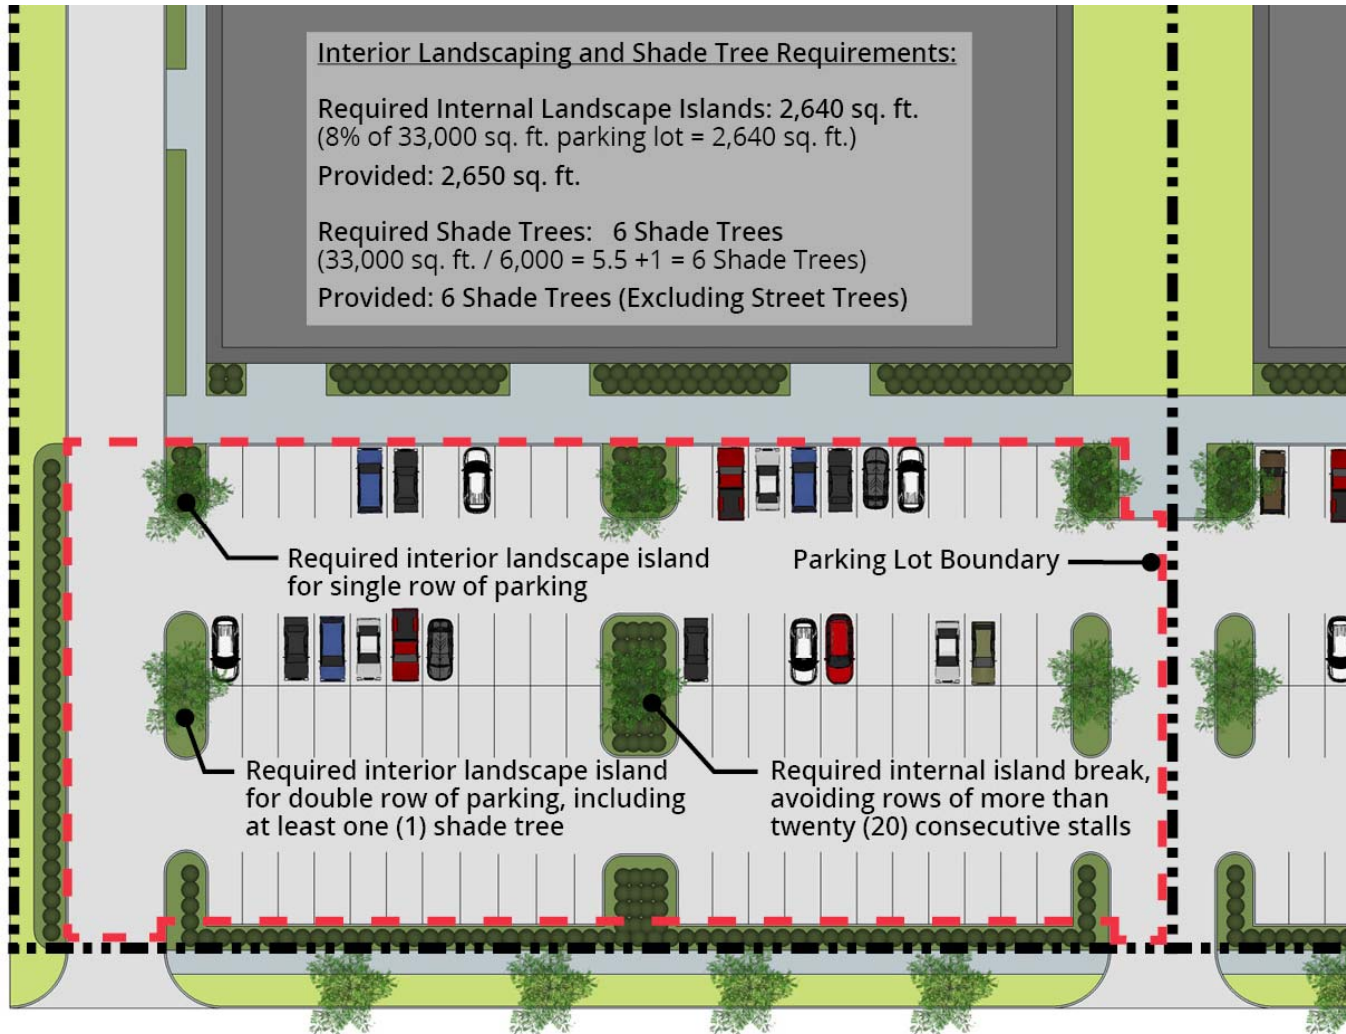 Interior Landscaping and Shade Tree Requirements:
Required Internal Landscape Islands: 2,640 sq. ft.
(8% of 33,000 sq. ft. parking lot = 2,640 sq. ft.)
Provided: 2,650 sq. ft.
Required Shade Trees:   6 Shade Trees
(33,000 sq. ft. / 6,000 = 5.5 +1 = 6 Shade Trees)
Provided: 6 Shade Trees (Excluding Street Trees)
Required interior landscape island
for single row of parking
Parking Lot Boundary
Required interior landscape island
for double row of parking, including
at least one (1) shade tree
Required internal island break,
avoiding rows of more than
twenty (20) consecutive stalls